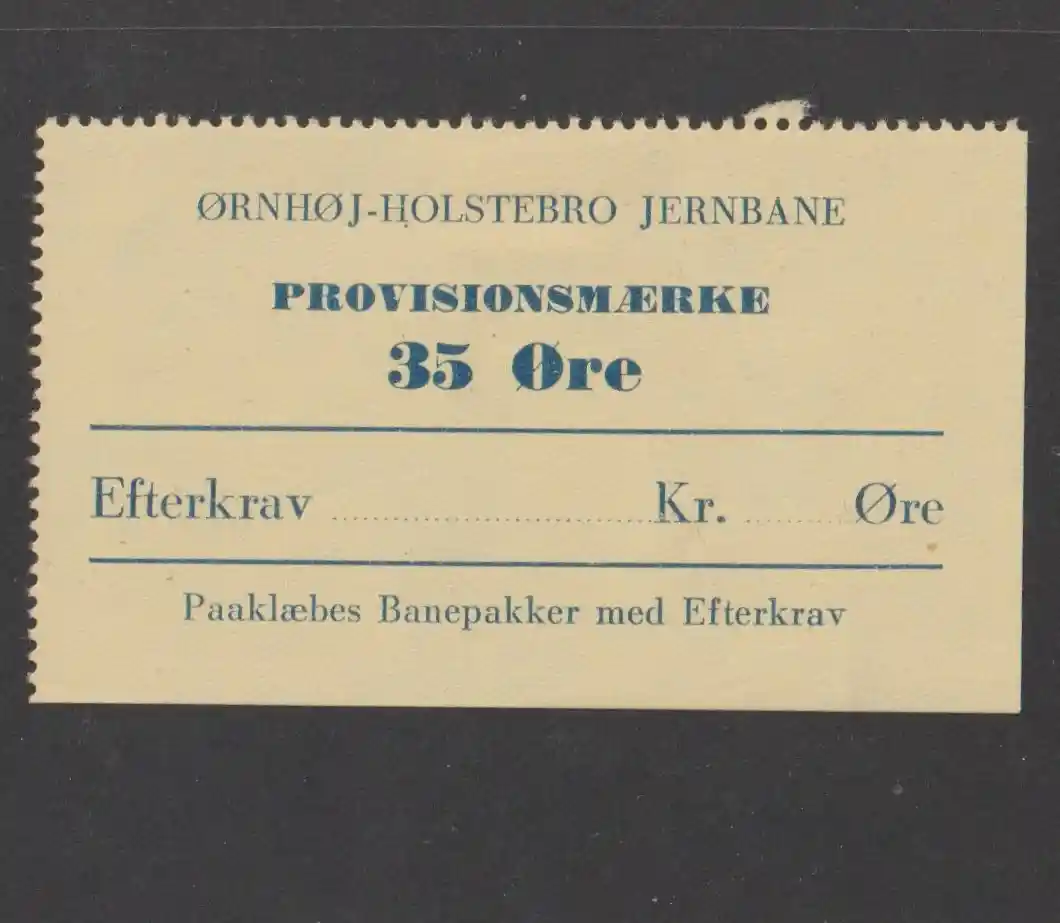 ØRNHØJ-HOLSTEBRO JERNBANE
PROVISIONSMÆRKE
35 Øre
Efterkrav ........................ Kr. ........ Øre
Paaklæbes Banepakker med Efterkrav